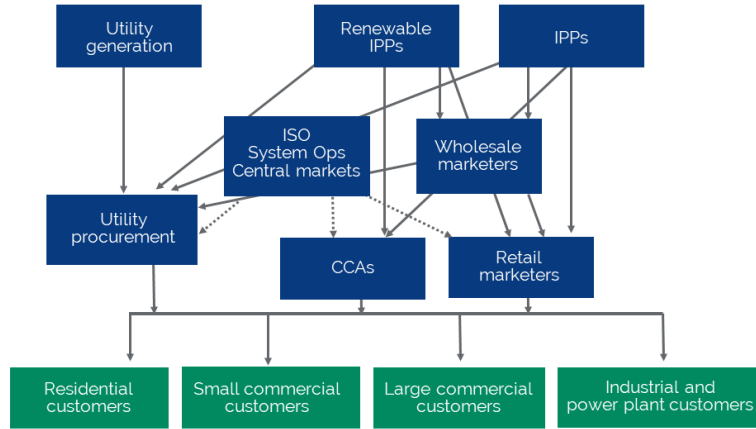 Utility
generation
Renewable
IPPs
IPPs
ISO
System Ops
Central markets
Wholesale
marketers
Utility
procurement
CCAs
Retail
marketers
Residential
customers
Small commercial
customers
Large commercial
customers
Industrial and
power plant customers